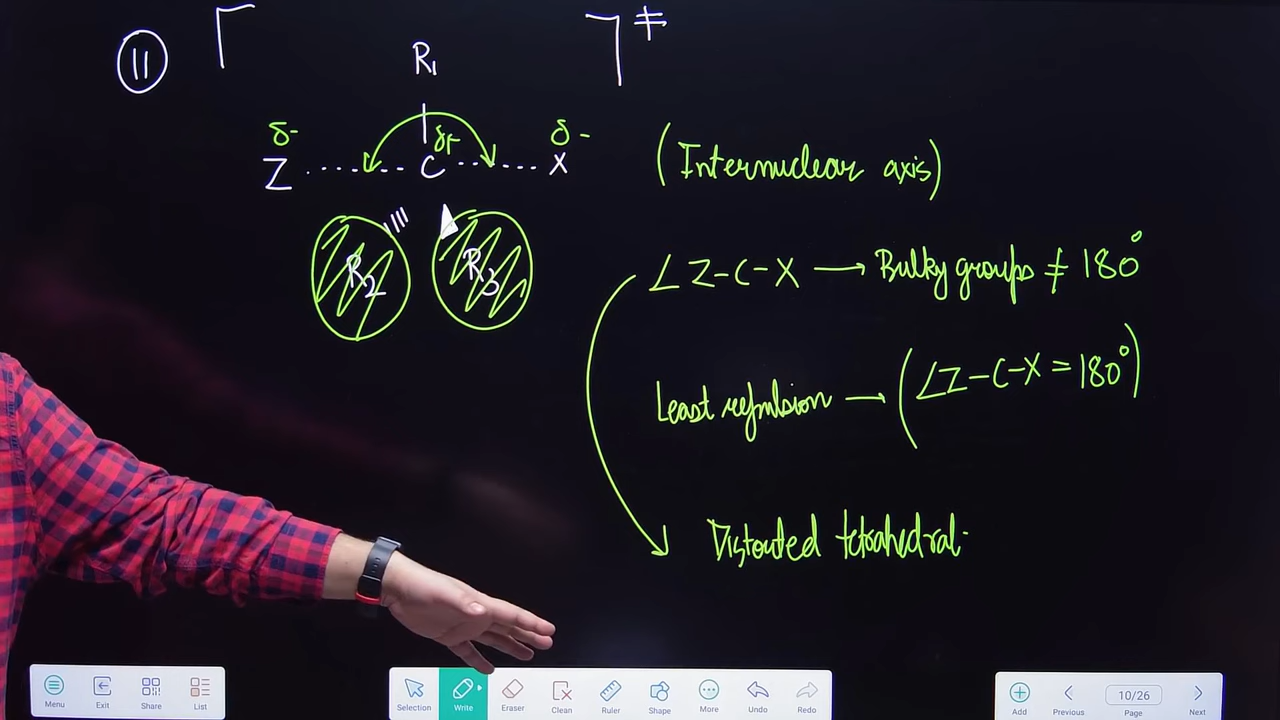 11
≠
R1
δ- δ+ δ-
Z ...... C ...... X
(Internuclear axis)
R2 R3
∠Z-C-X → Bulky groups ≠ 180°
Least repulsion → (∠Z-C-X = 180°)
Distorted tetrahedral.
Menu Exit Share List
Selection Write Eraser Clean Ruler Shape More Undo Redo
Add Previous 10/26 Page Next